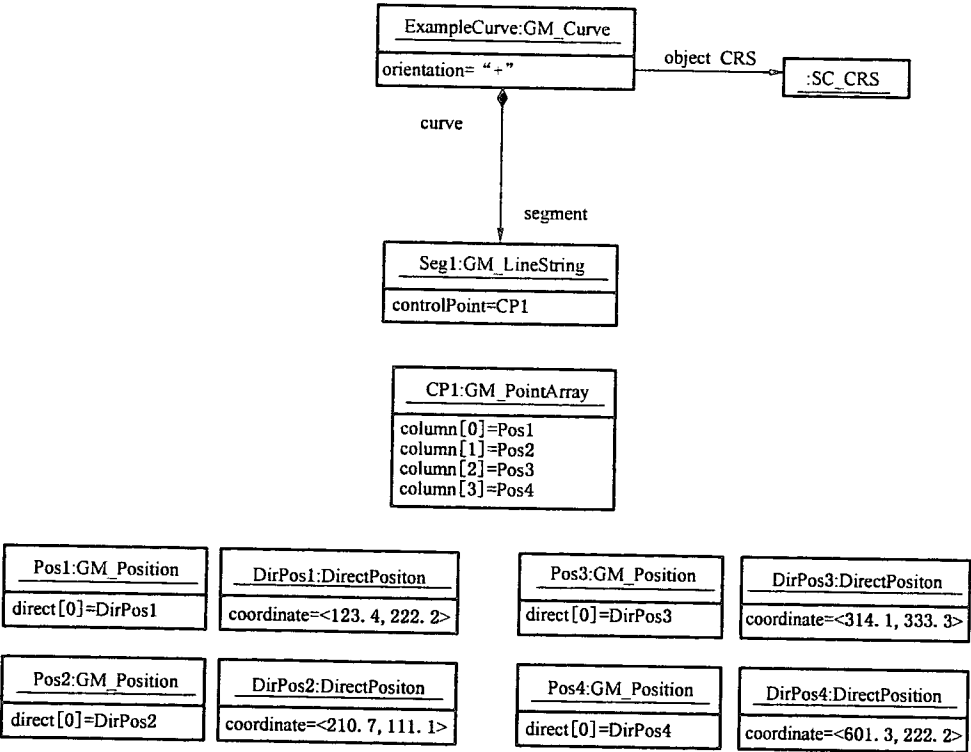 ExampleCurve:GM_Curve
orientation= “+”
object CRS
:SC_CRS
curve
segment
Seg1:GM_LineString
controlPoint=CP1
CP1:GM_PointArray
column[0]=Pos1
column[1]=Pos2
column[2]=Pos3
column[3]=Pos4
Pos1:GM_Position
direct[0]=DirPos1
DirPos1:DirectPositon
coordinate=<123. 4, 222. 2>
Pos3:GM_Position
direct[0]=DirPos3
DirPos3:DirectPositon
coordinate=<314. 1, 333. 3>
Pos2:GM_Position
direct[0]=DirPos2
DirPos2:DirectPositon
coordinate=<210. 7, 111. 1>
Pos4:GM_Position
direct[0]=DirPos4
DirPos4:DirectPosition
coordinate=<601. 3, 222. 2>